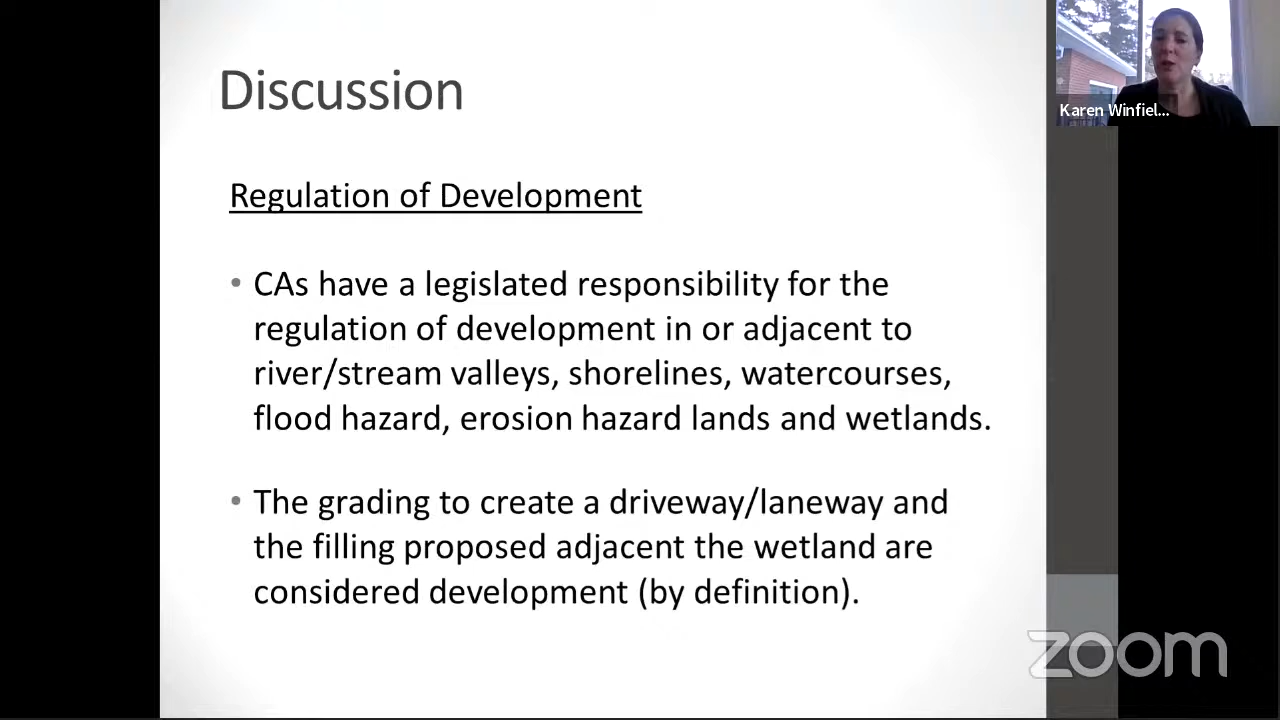 Discussion
Karen Winfiel...
Regulation of Development
• CAs have a legislated responsibility for the
regulation of development in or adjacent to
river/stream valleys, shorelines, watercourses,
flood hazard, erosion hazard lands and wetlands.
• The grading to create a driveway/laneway and
the filling proposed adjacent the wetland are
considered development (by definition).
zoom